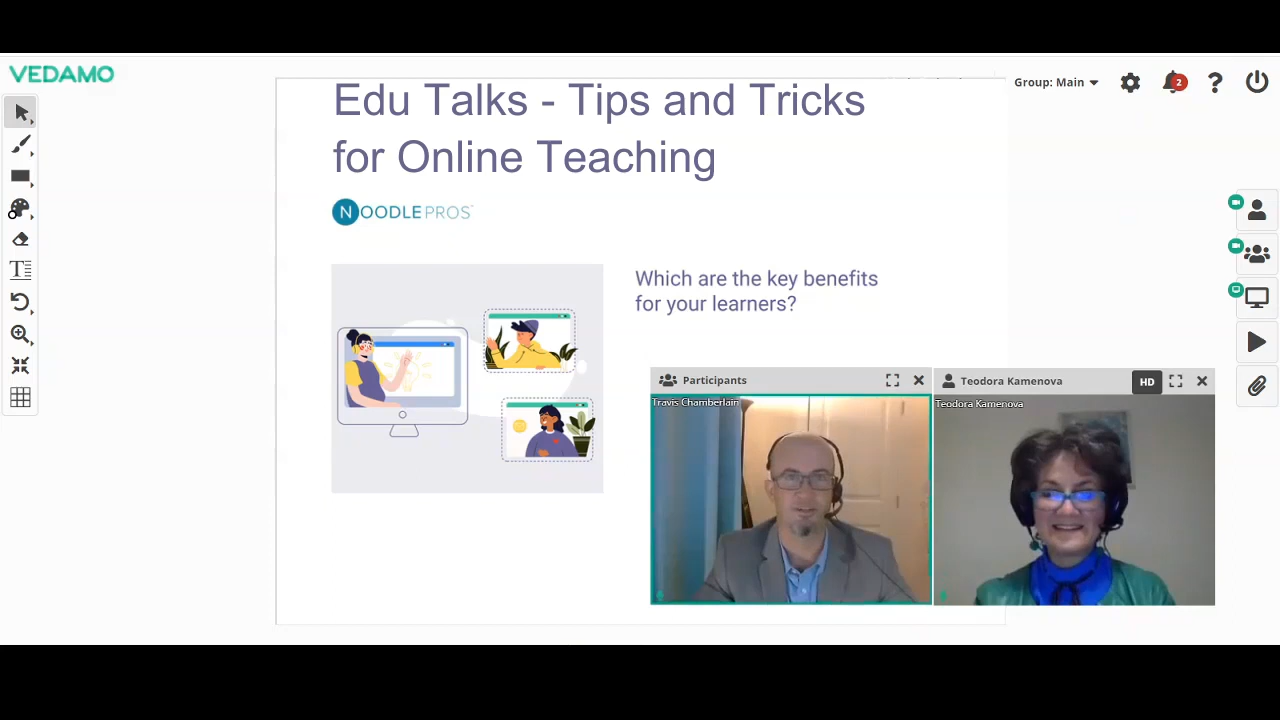 VEDAMO
Group: Main
2
Edu Talks - Tips and Tricks
for Online Teaching
NOODLE PROS
Which are the key benefits
for your learners?
Participants
Teodora Kamenova
HD
Travis Chamberlain
Teodora Kamenova